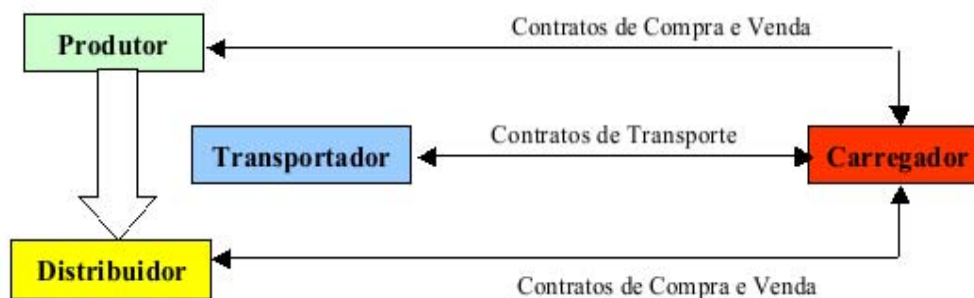 Contratos de Compra e Venda
Produtor
Contratos de Transporte
Transportador
Carregador
Distribuidor
Contratos de Compra e Venda